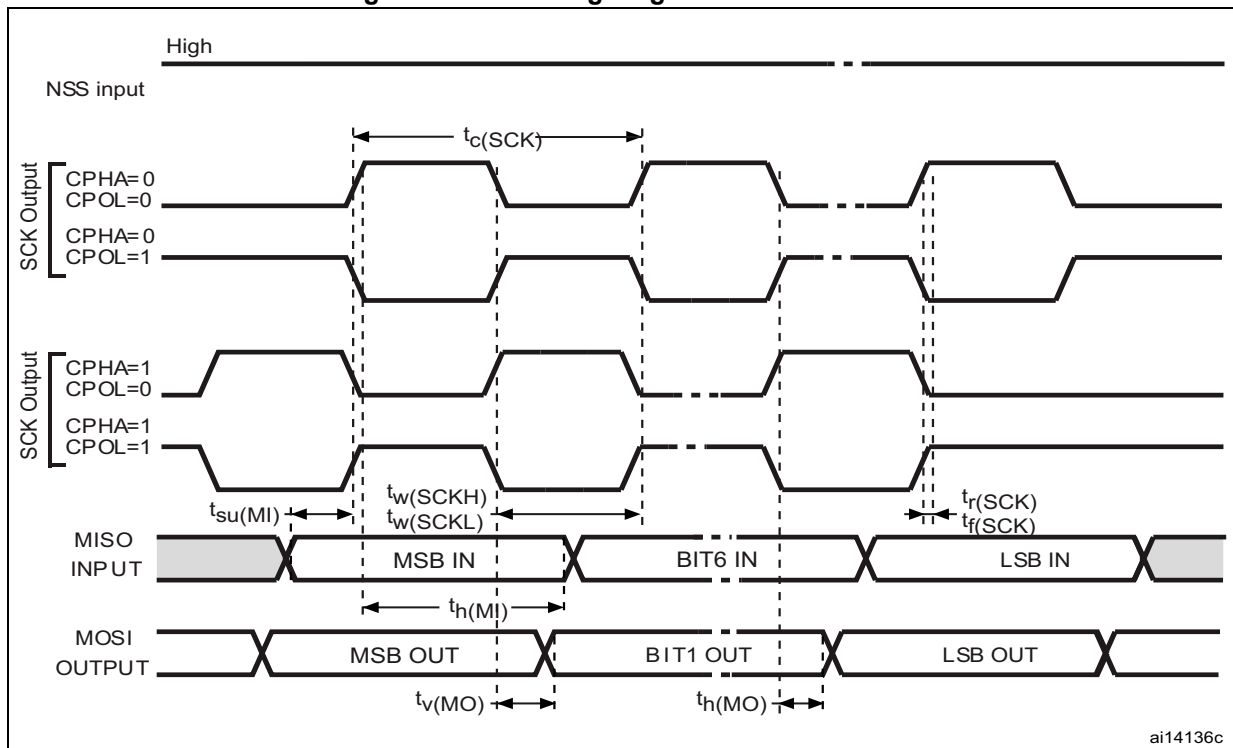 High
NSS input
tc(SCK)
SCK Output
CPHA=0
CPOL=0
CPHA=0
CPOL=1
SCK Output
CPHA=1
CPOL=0
CPHA=1
CPOL=1
tsu(MI)
tw(SCKH)
tw(SCKL)
tr(SCK)
tf(SCK)
MISO
INPUT
MSB IN
BIT6 IN
LSB IN
th(MI)
MOSI
OUTPUT
MSB OUT
BIT1 OUT
LSB OUT
tv(MO)
th(MO)
ai14136c